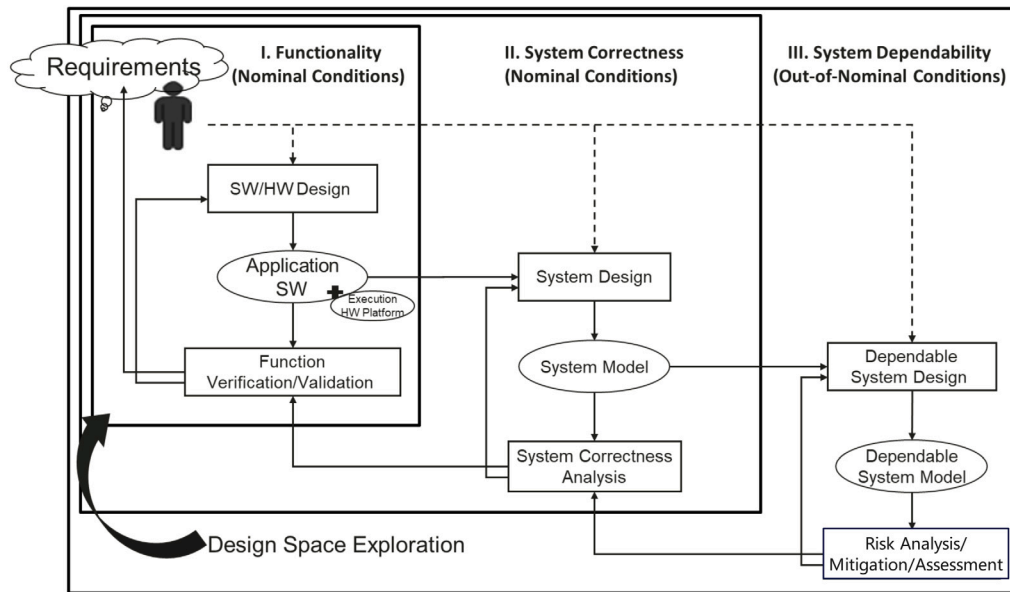 Requirements
I. Functionality
(Nominal Conditions)
II. System Correctness
(Nominal Conditions)
III. System Dependability
(Out-of-Nominal Conditions)
SW/HW Design
Application
SW
Execution
HW Platform
Function
Verification/Validation
System Design
System Model
System Correctness
Analysis
Dependable
System Design
Dependable
System Model
Risk Analysis/
Mitigation/Assessment
Design Space Exploration